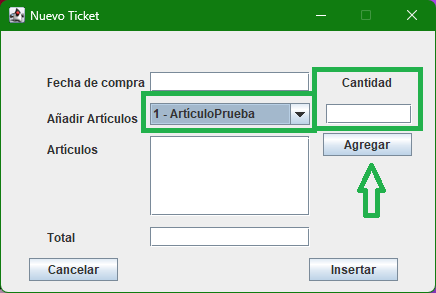 Nuevo Ticket
Fecha de compra
Cantidad
Añadir Artículos
1 - ArtículoPrueba
Agregar
Artículos
Total
Cancelar
Insertar